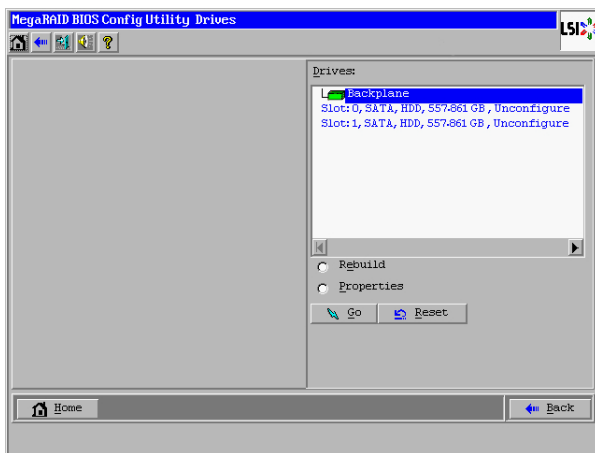 MegaRAID BIOS Config Utility Drives
LSI
?
Drives:
Backplane
Slot:0, SATA, HDD, 557.861 GB , Unconfigure
Slot:1, SATA, HDD, 557.861 GB , Unconfigure
Rebuild
Properties
Go Reset
Home Back